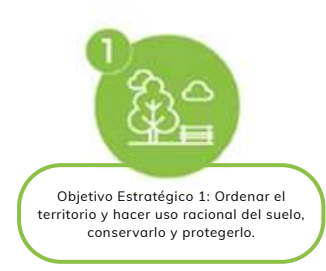 1
Objetivo Estratégico 1: Ordenar el
territorio y hacer uso racional del suelo,
conservarlo y protegerlo.